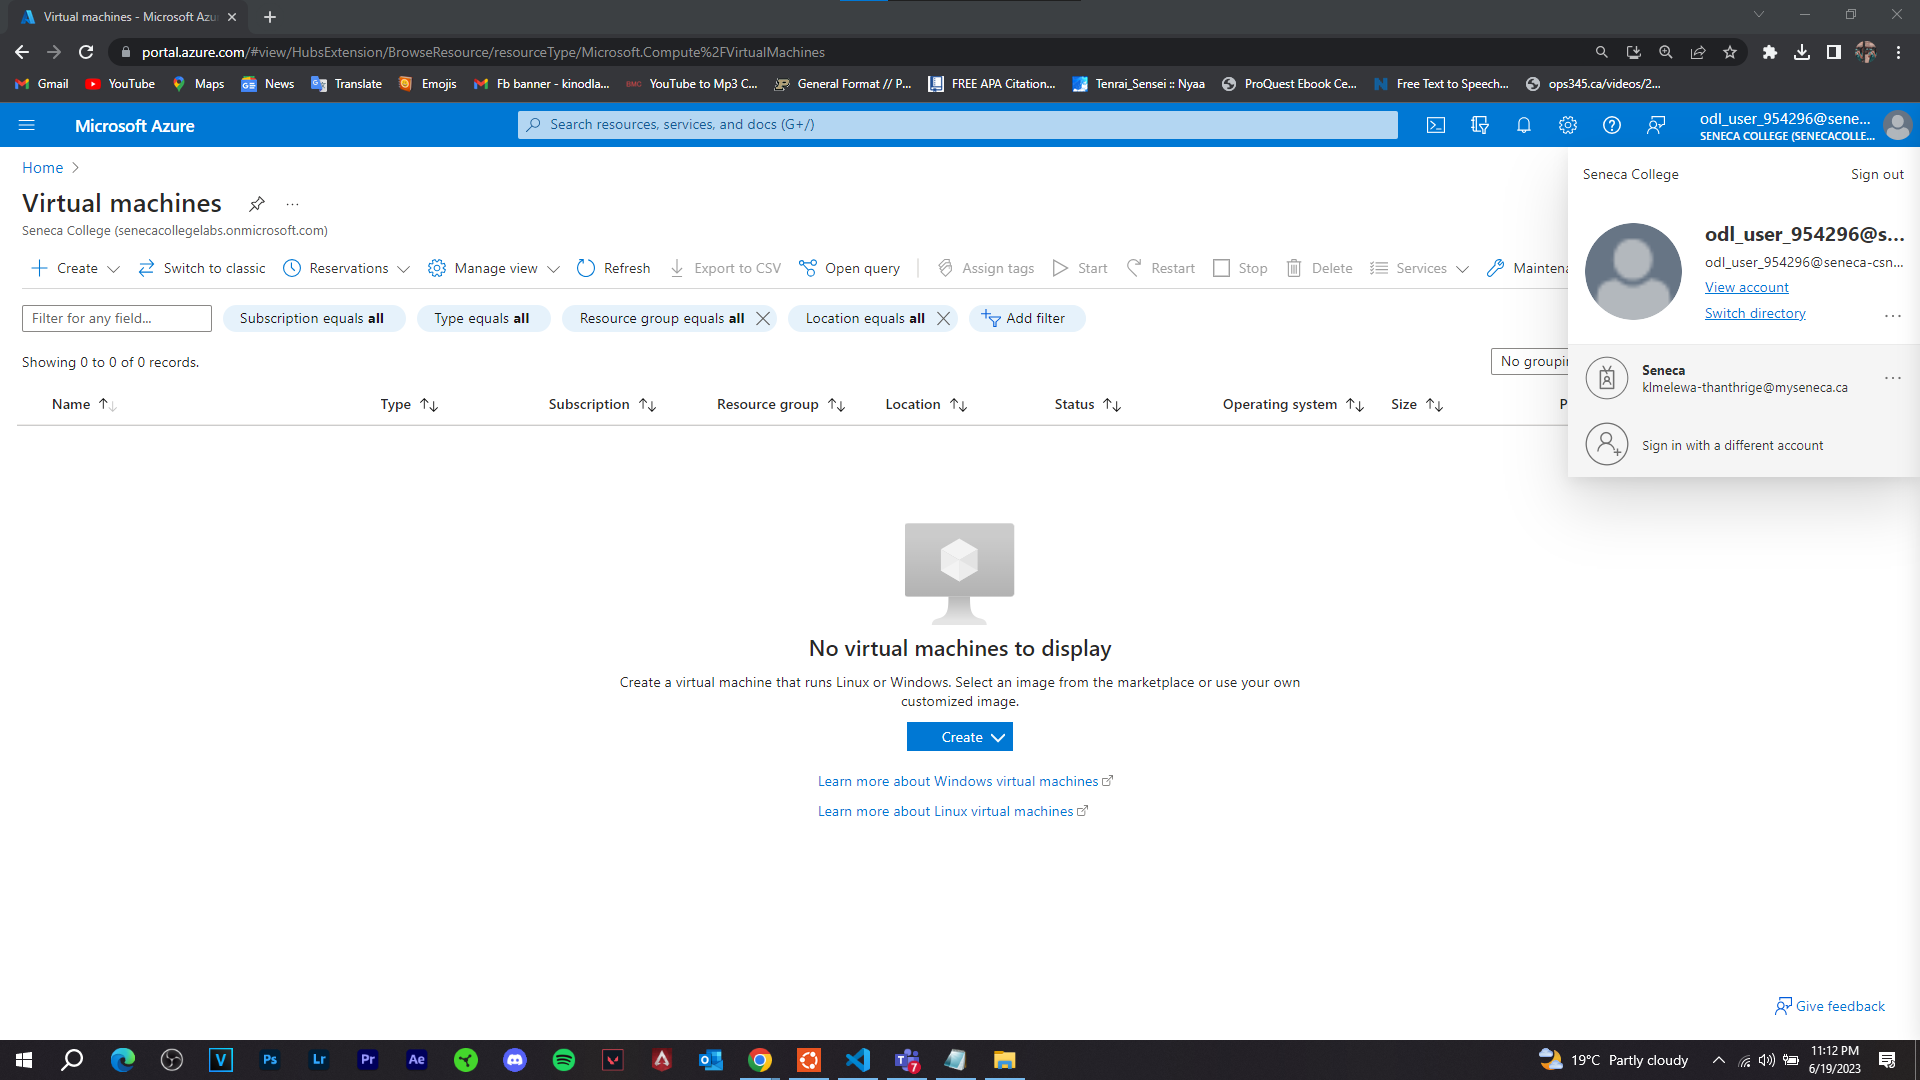 Virtual machines - Microsoft Azu
portal.azure.com/#view/HubsExtension/BrowseResource/resourceType/Microsoft.Compute%2FVirtualMachines
Gmail YouTube Maps News Translate Emojis Fb banner - kinodla... YouTube to Mp3 C... General Format // P... FREE APA Citation... Tenrai_Sensei :: Nyaa ProQuest Ebook Ce... Free Text to Speech... ops345.ca/videos/2...
Microsoft Azure
Search resources, services, and docs (G+/)
odl_user_954296@sene...
SENECA COLLEGE (SENECACOLLE...
Home
Seneca College Sign out
Virtual machines
Seneca College (senecacollegelabs.onmicrosoft.com)
odl_user_954296@s...
odl_user_954296@seneca-csn...
View account
Switch directory
Create Switch to classic Reservations Manage view Refresh Export to CSV Open query Assign tags Start Restart Stop Delete Services Maintena
Filter for any field... Subscription equals all Type equals all Resource group equals all Location equals all Add filter
Showing 0 to 0 of 0 records. No groupin
Seneca
klmelewa-thanthrige@myseneca.ca
Name Type Subscription Resource group Location Status Operating system Size P
Sign in with a different account
No virtual machines to display
Create a virtual machine that runs Linux or Windows. Select an image from the marketplace or use your own
customized image.
Create
Learn more about Windows virtual machines
Learn more about Linux virtual machines
Give feedback
V Ps Lr Pr Ae 7
19°C Partly cloudy
11:12 PM
6/19/2023